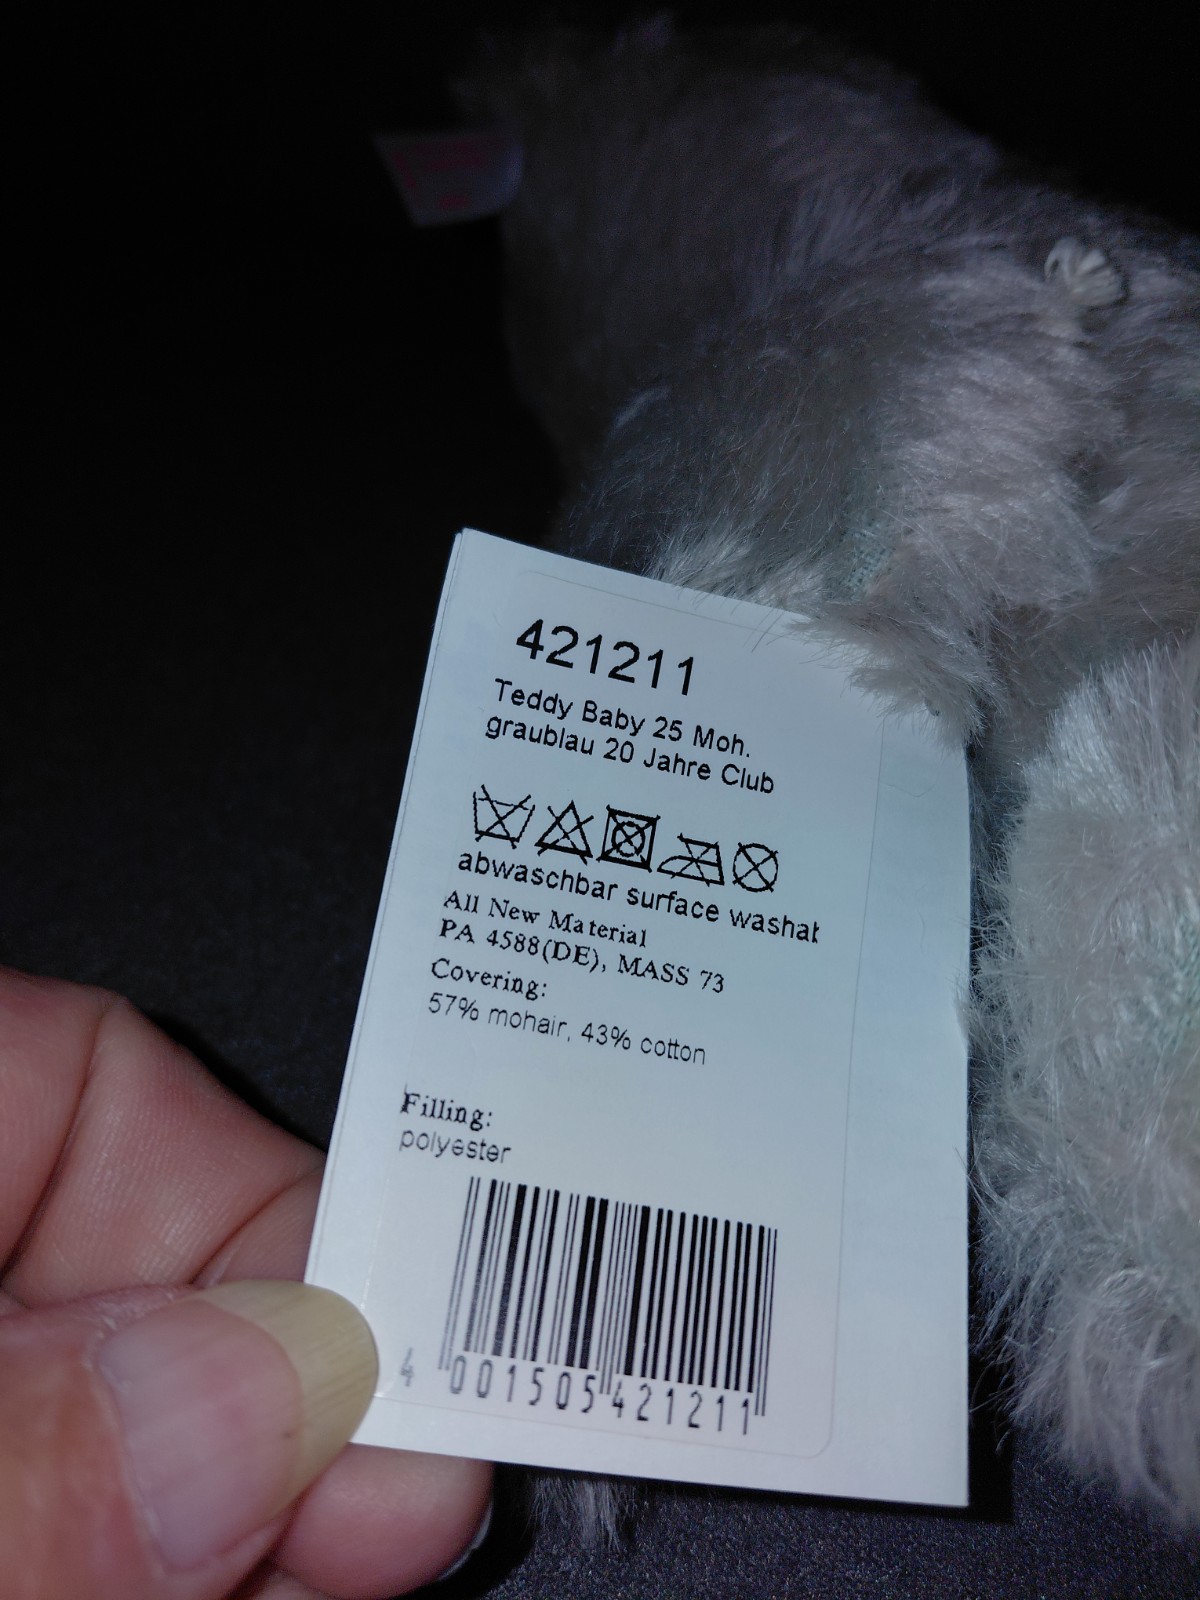 421211
Teddy Baby 25 Moh.
graublau 20 Jahre Club
abwaschbar surface washab
All New Material
PA 4588(DE), MASS 73
Covering:
57% mohair, 43% cotton
Filling:
polyester
4 001505 421211